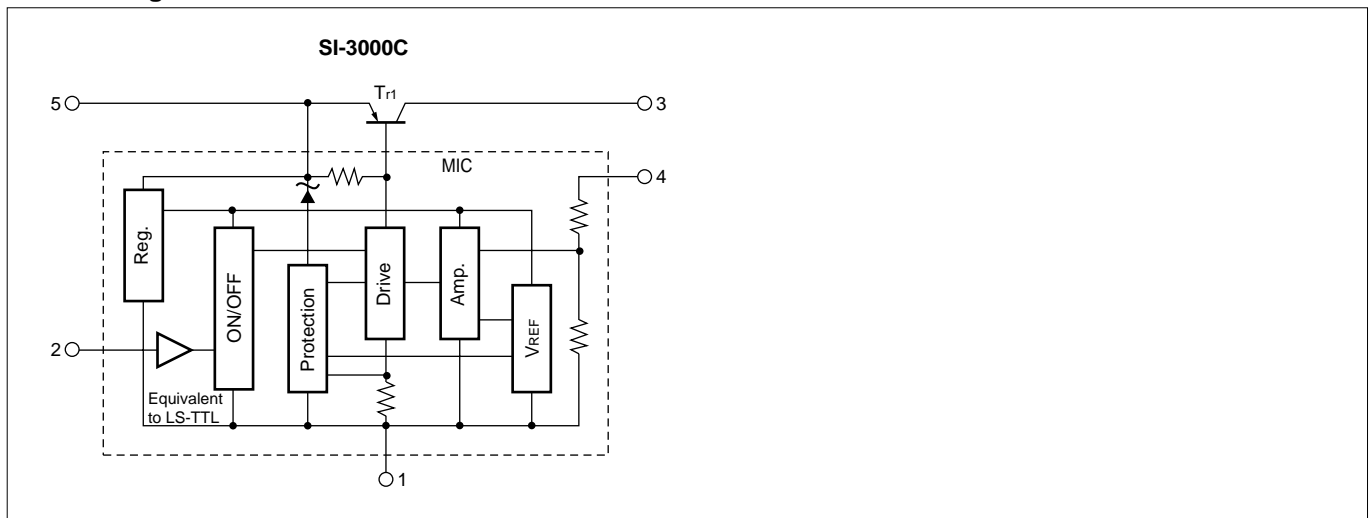 SI-3000C
5
Tr1
3
MIC
4
Reg.
ON/OFF
Protection
Drive
Amp.
VREF
2
Equivalent
to LS-TTL
1